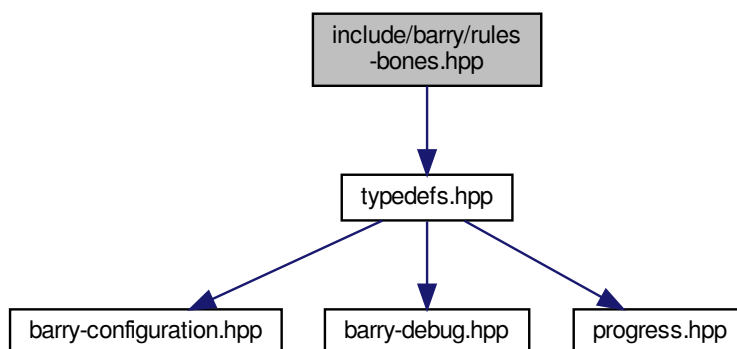 include/barry/rules
-bones.hpp
typedefs.hpp
barry-configuration.hpp
barry-debug.hpp
progress.hpp